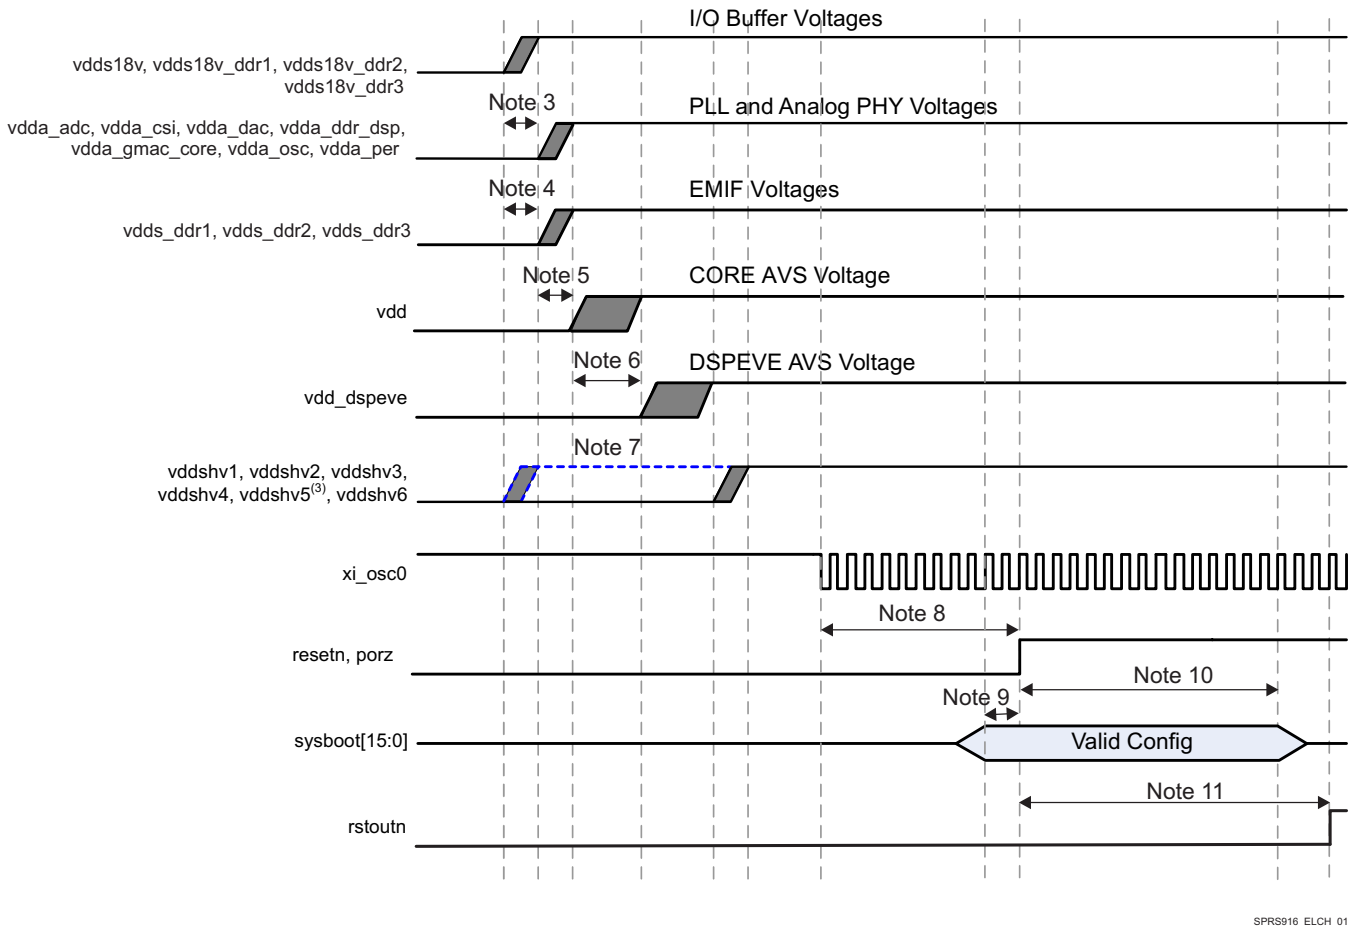 I/O Buffer Voltages
vdds18v, vdds18v_ddr1, vdds18v_ddr2,
vdds18v_ddr3
Note 3
PLL and Analog PHY Voltages
vdda_adc, vdda_csi, vdda_dac, vdda_ddr_dsp,
vdda_gmac_core, vdda_osc, vdda_per
Note 4
EMIF Voltages
vdds_ddr1, vdds_ddr2, vdds_ddr3
Note 5
CORE AVS Voltage
vdd
Note 6
DSPEVE AVS Voltage
vdd_dspeve
Note 7
vddshv1, vddshv2, vddshv3,
vddshv4, vddshv5(3), vddshv6
xi_osc0
Note 8
resetn, porz
Note 10
Note 9
sysboot[15:0]
Valid Config
Note 11
rstoutn
SPRS916_ELCH_01